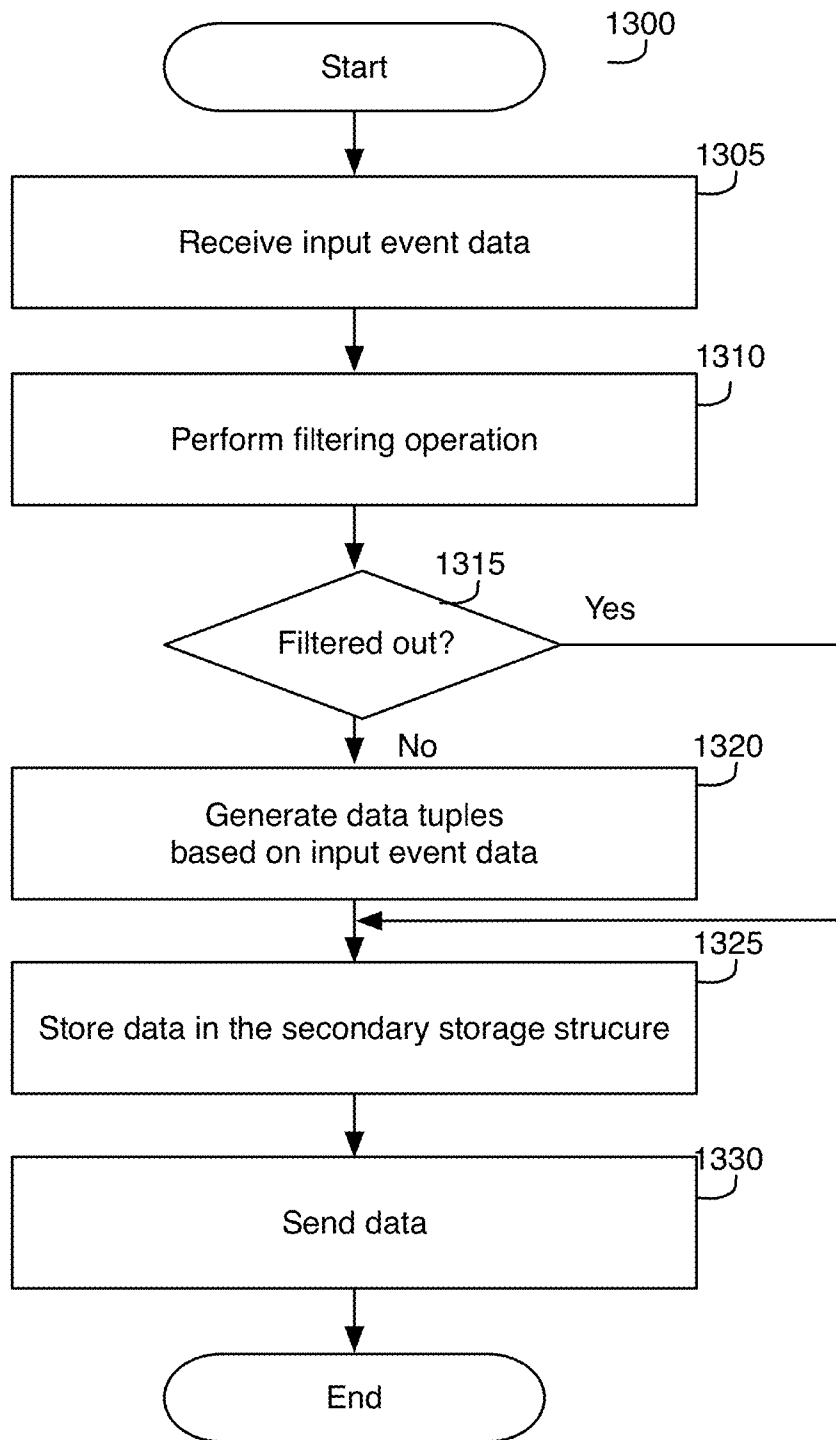 1300
Start
1305
Receive input event data
1310
Perform filtering operation
1315
Filtered out?
Yes
No
1320
Generate data tuples
based on input event data
1325
Store data in the secondary storage strucure
1330
Send data
End